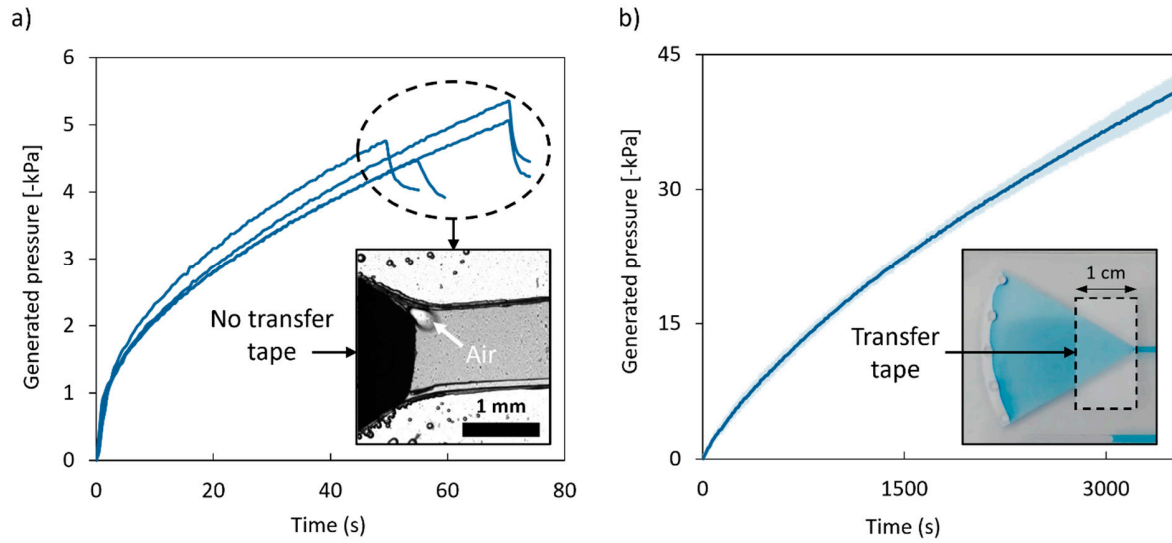 a)
Generated pressure [-kPa]
6
5
4
3
2
1
0
0
20
40
60
80
Time (s)
No transfer
tape
Air
1 mm
b)
Generated pressure [-kPa]
45
30
15
0
0
1500
3000
Time (s)
1 cm
Transfer
tape